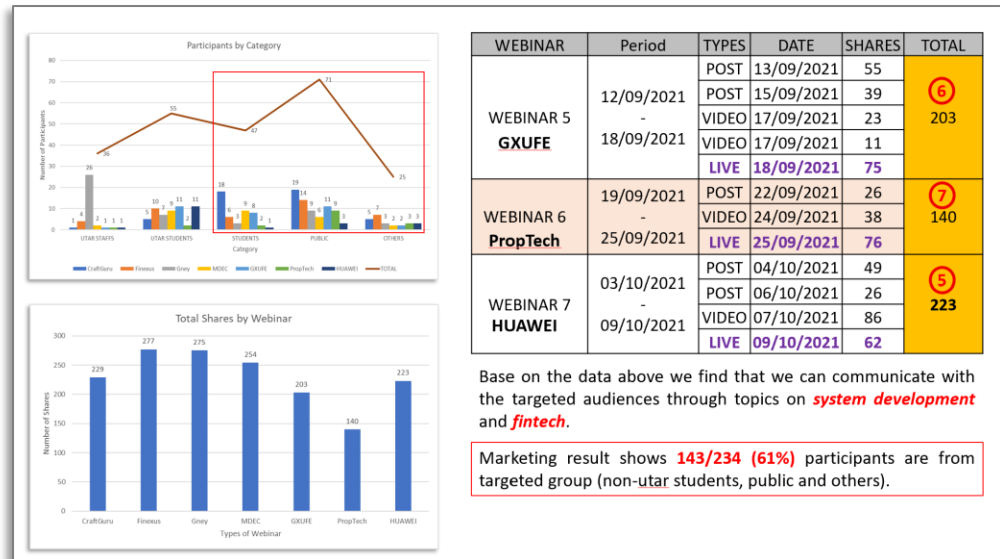 Participants by Category
Number of Participants
80
70
60
50
40
30
20
10
0
36
55
47
71
25
1 4 26 2 1 1 1
5 10 7 9 11 2 11
18 6 3 9 8 2 1
19 14 9 6 11 9 3
5 7 3 2 2 3 3
UTAR STAFFS UTAR STUDENTS STUDENTS PUBLIC OTHERS
Category
CraftGuru Finexus Gney MDEC GXUFE PropTech HUAWEI TOTAL
Total Shares by Webinar
Number of Shares
300
250
200
150
100
50
0
229 277 275 254 203 140 223
CraftGuru Finexus Gney MDEC GXUFE PropTech HUAWEI
Types of Webinar
WEBINAR Period TYPES DATE SHARES TOTAL
WEBINAR 5
GXUFE
12/09/2021
-
18/09/2021
POST 13/09/2021 55
POST 15/09/2021 39
VIDEO 17/09/2021 23
VIDEO 17/09/2021 11
LIVE 18/09/2021 75
6
203
WEBINAR 6
PropTech
19/09/2021
-
25/09/2021
POST 22/09/2021 26
VIDEO 24/09/2021 38
LIVE 25/09/2021 76
7
140
WEBINAR 7
HUAWEI
03/10/2021
-
09/10/2021
POST 04/10/2021 49
POST 06/10/2021 26
VIDEO 07/10/2021 86
LIVE 09/10/2021 62
5
223
Base on the data above we find that we can communicate with
the targeted audiences through topics on system development
and fintech.
Marketing result shows 143/234 (61%) participants are from
targeted group (non-utar students, public and others).